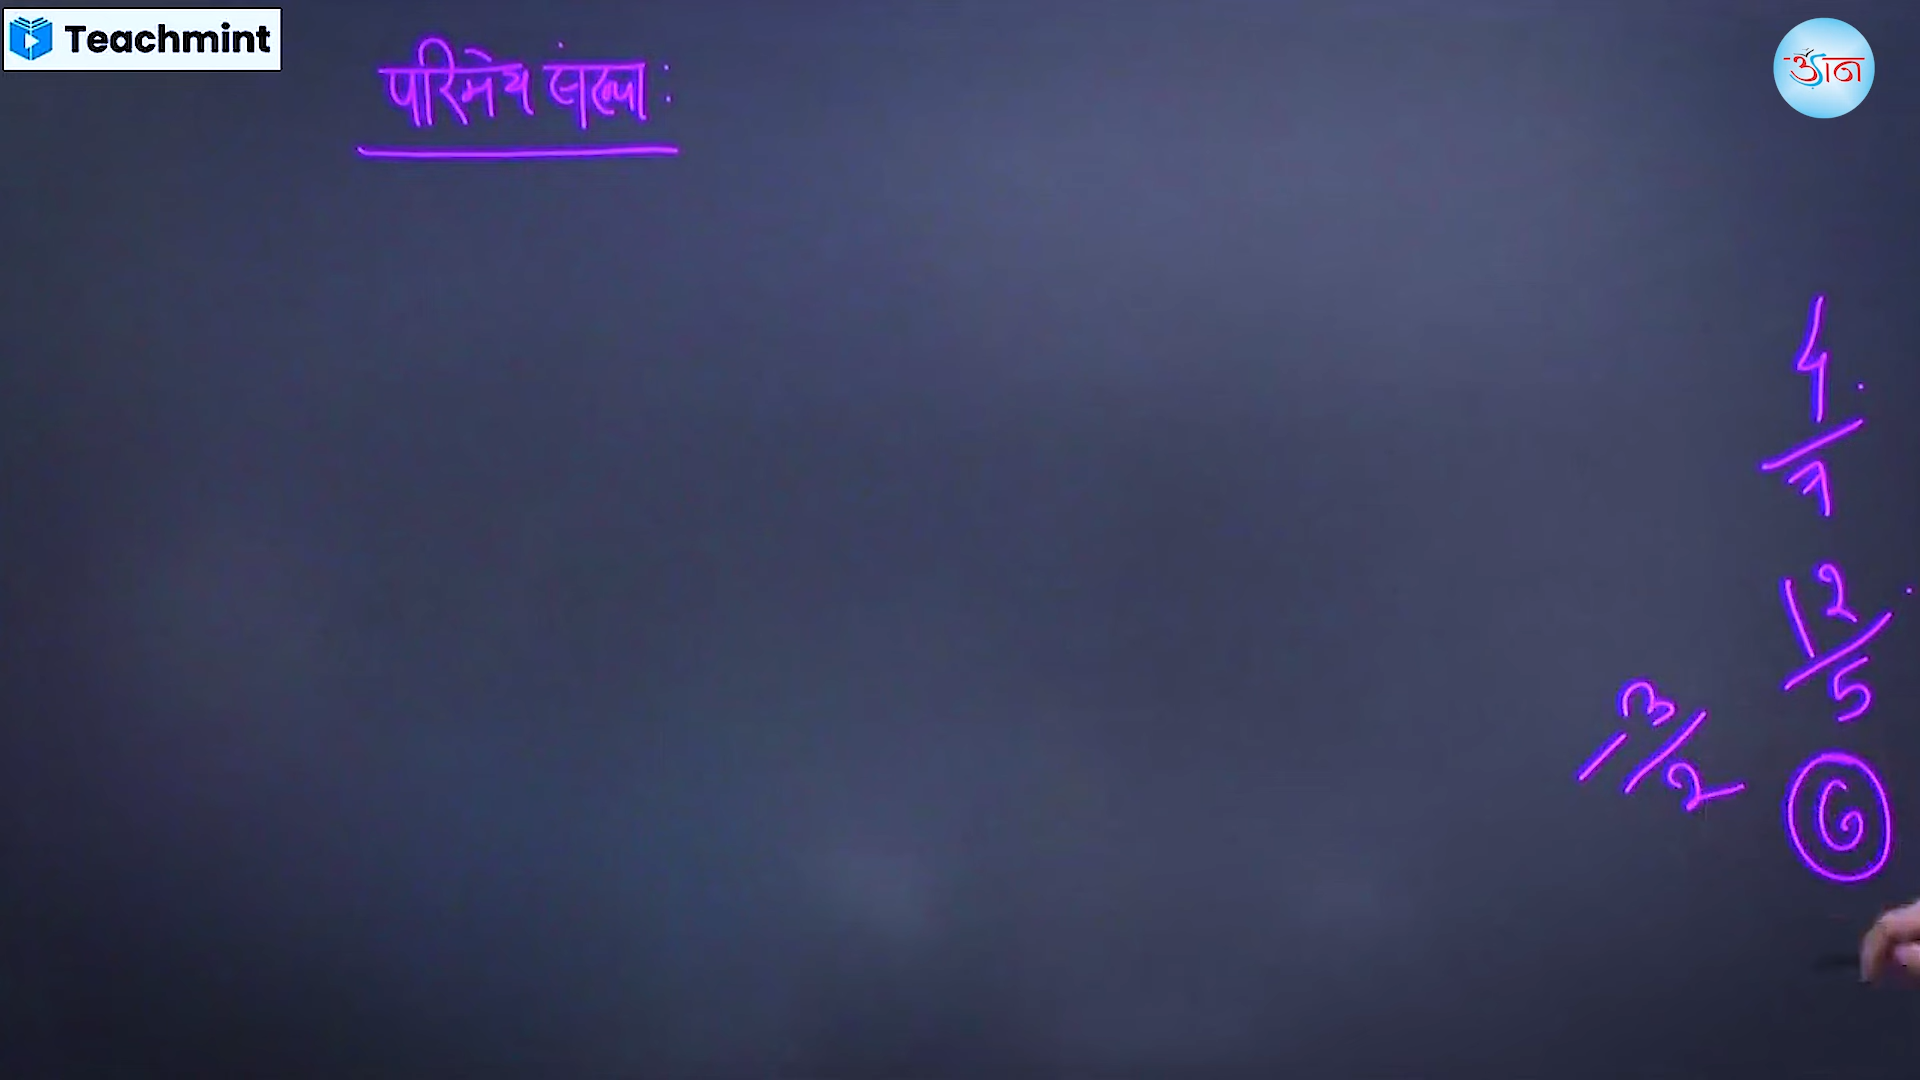 Teachmint
ज्ञान
परिमेय संख्या :
4/7
12/5
-3/2
6